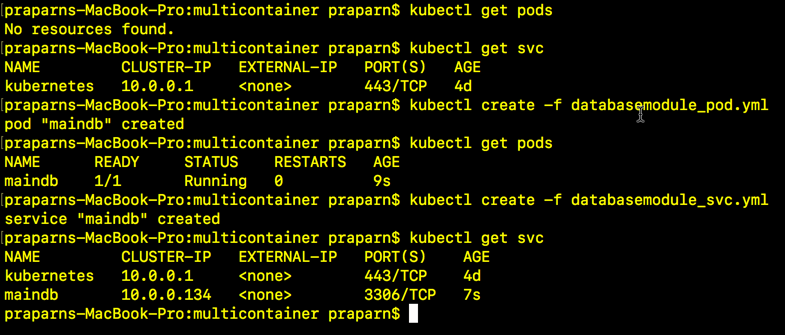 praparns-MacBook-Pro:multicontainer praparn$ kubectl get pods
No resources found.
praparns-MacBook-Pro:multicontainer praparn$ kubectl get svc
NAME CLUSTER-IP EXTERNAL-IP PORT(S) AGE
kubernetes 10.0.0.1 <none> 443/TCP 4d
praparns-MacBook-Pro:multicontainer praparn$ kubectl create -f databasemodule_pod.yml
pod "maindb" created
praparns-MacBook-Pro:multicontainer praparn$ kubectl get pods
NAME READY STATUS RESTARTS AGE
maindb 1/1 Running 0 9s
praparns-MacBook-Pro:multicontainer praparn$ kubectl create -f databasemodule_svc.yml
service "maindb" created
praparns-MacBook-Pro:multicontainer praparn$ kubectl get svc
NAME CLUSTER-IP EXTERNAL-IP PORT(S) AGE
kubernetes 10.0.0.1 <none> 443/TCP 4d
maindb 10.0.0.134 <none> 3306/TCP 7s
praparns-MacBook-Pro:multicontainer praparn$